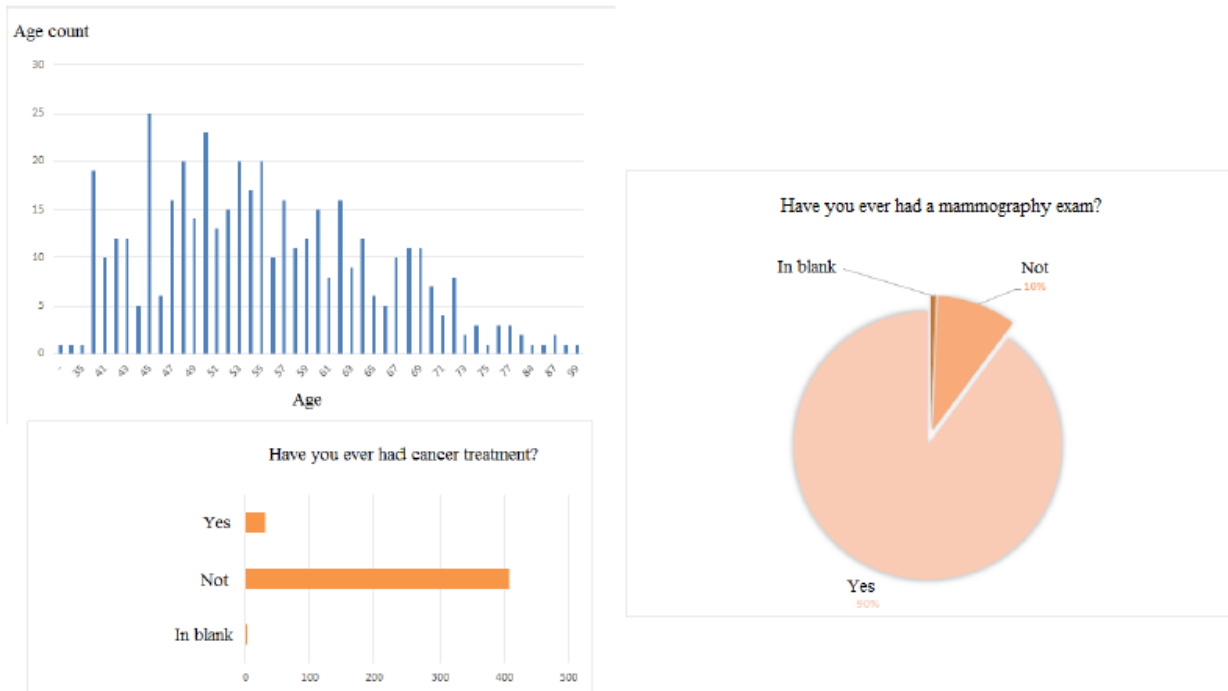 Age count
30
25
20
15
10
5
0
- 35 41 43 45 47 49 51 53 55 57 59 61 63 65 67 69 71 73 75 77 84 87 99
Age
Have you ever had cancer treatment?
Yes
Not
In blank
0 100 200 300 400 500
Have you ever had a mammography exam?
In blank
Not
10%
Yes
90%